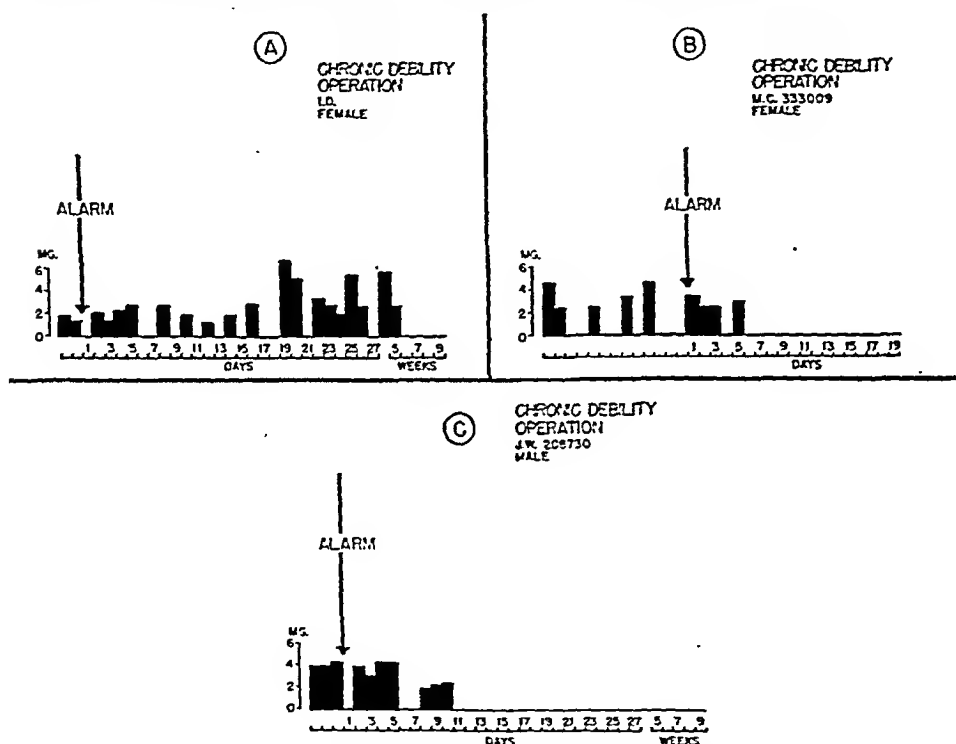 A
CHRONIC DEBILITY
OPERATION
I.D.
FEMALE
ALARM
MG.
6
4
2
0
1 3 5 7 9 11 13 15 17 19 21 23 25 27 5 7 9
DAYS WEEKS
B
CHRONIC DEBILITY
OPERATION
M.C. 333009
FEMALE
ALARM
MG.
6
4
2
0
1 3 5 7 9 11 13 15 17 19
DAYS
C
CHRONIC DEBILITY
OPERATION
J.W. 208730
MALE
ALARM
MG.
6
4
2
0
1 3 5 7 9 11 13 15 17 19 21 23 25 27 5 7 9
DAYS WEEKS